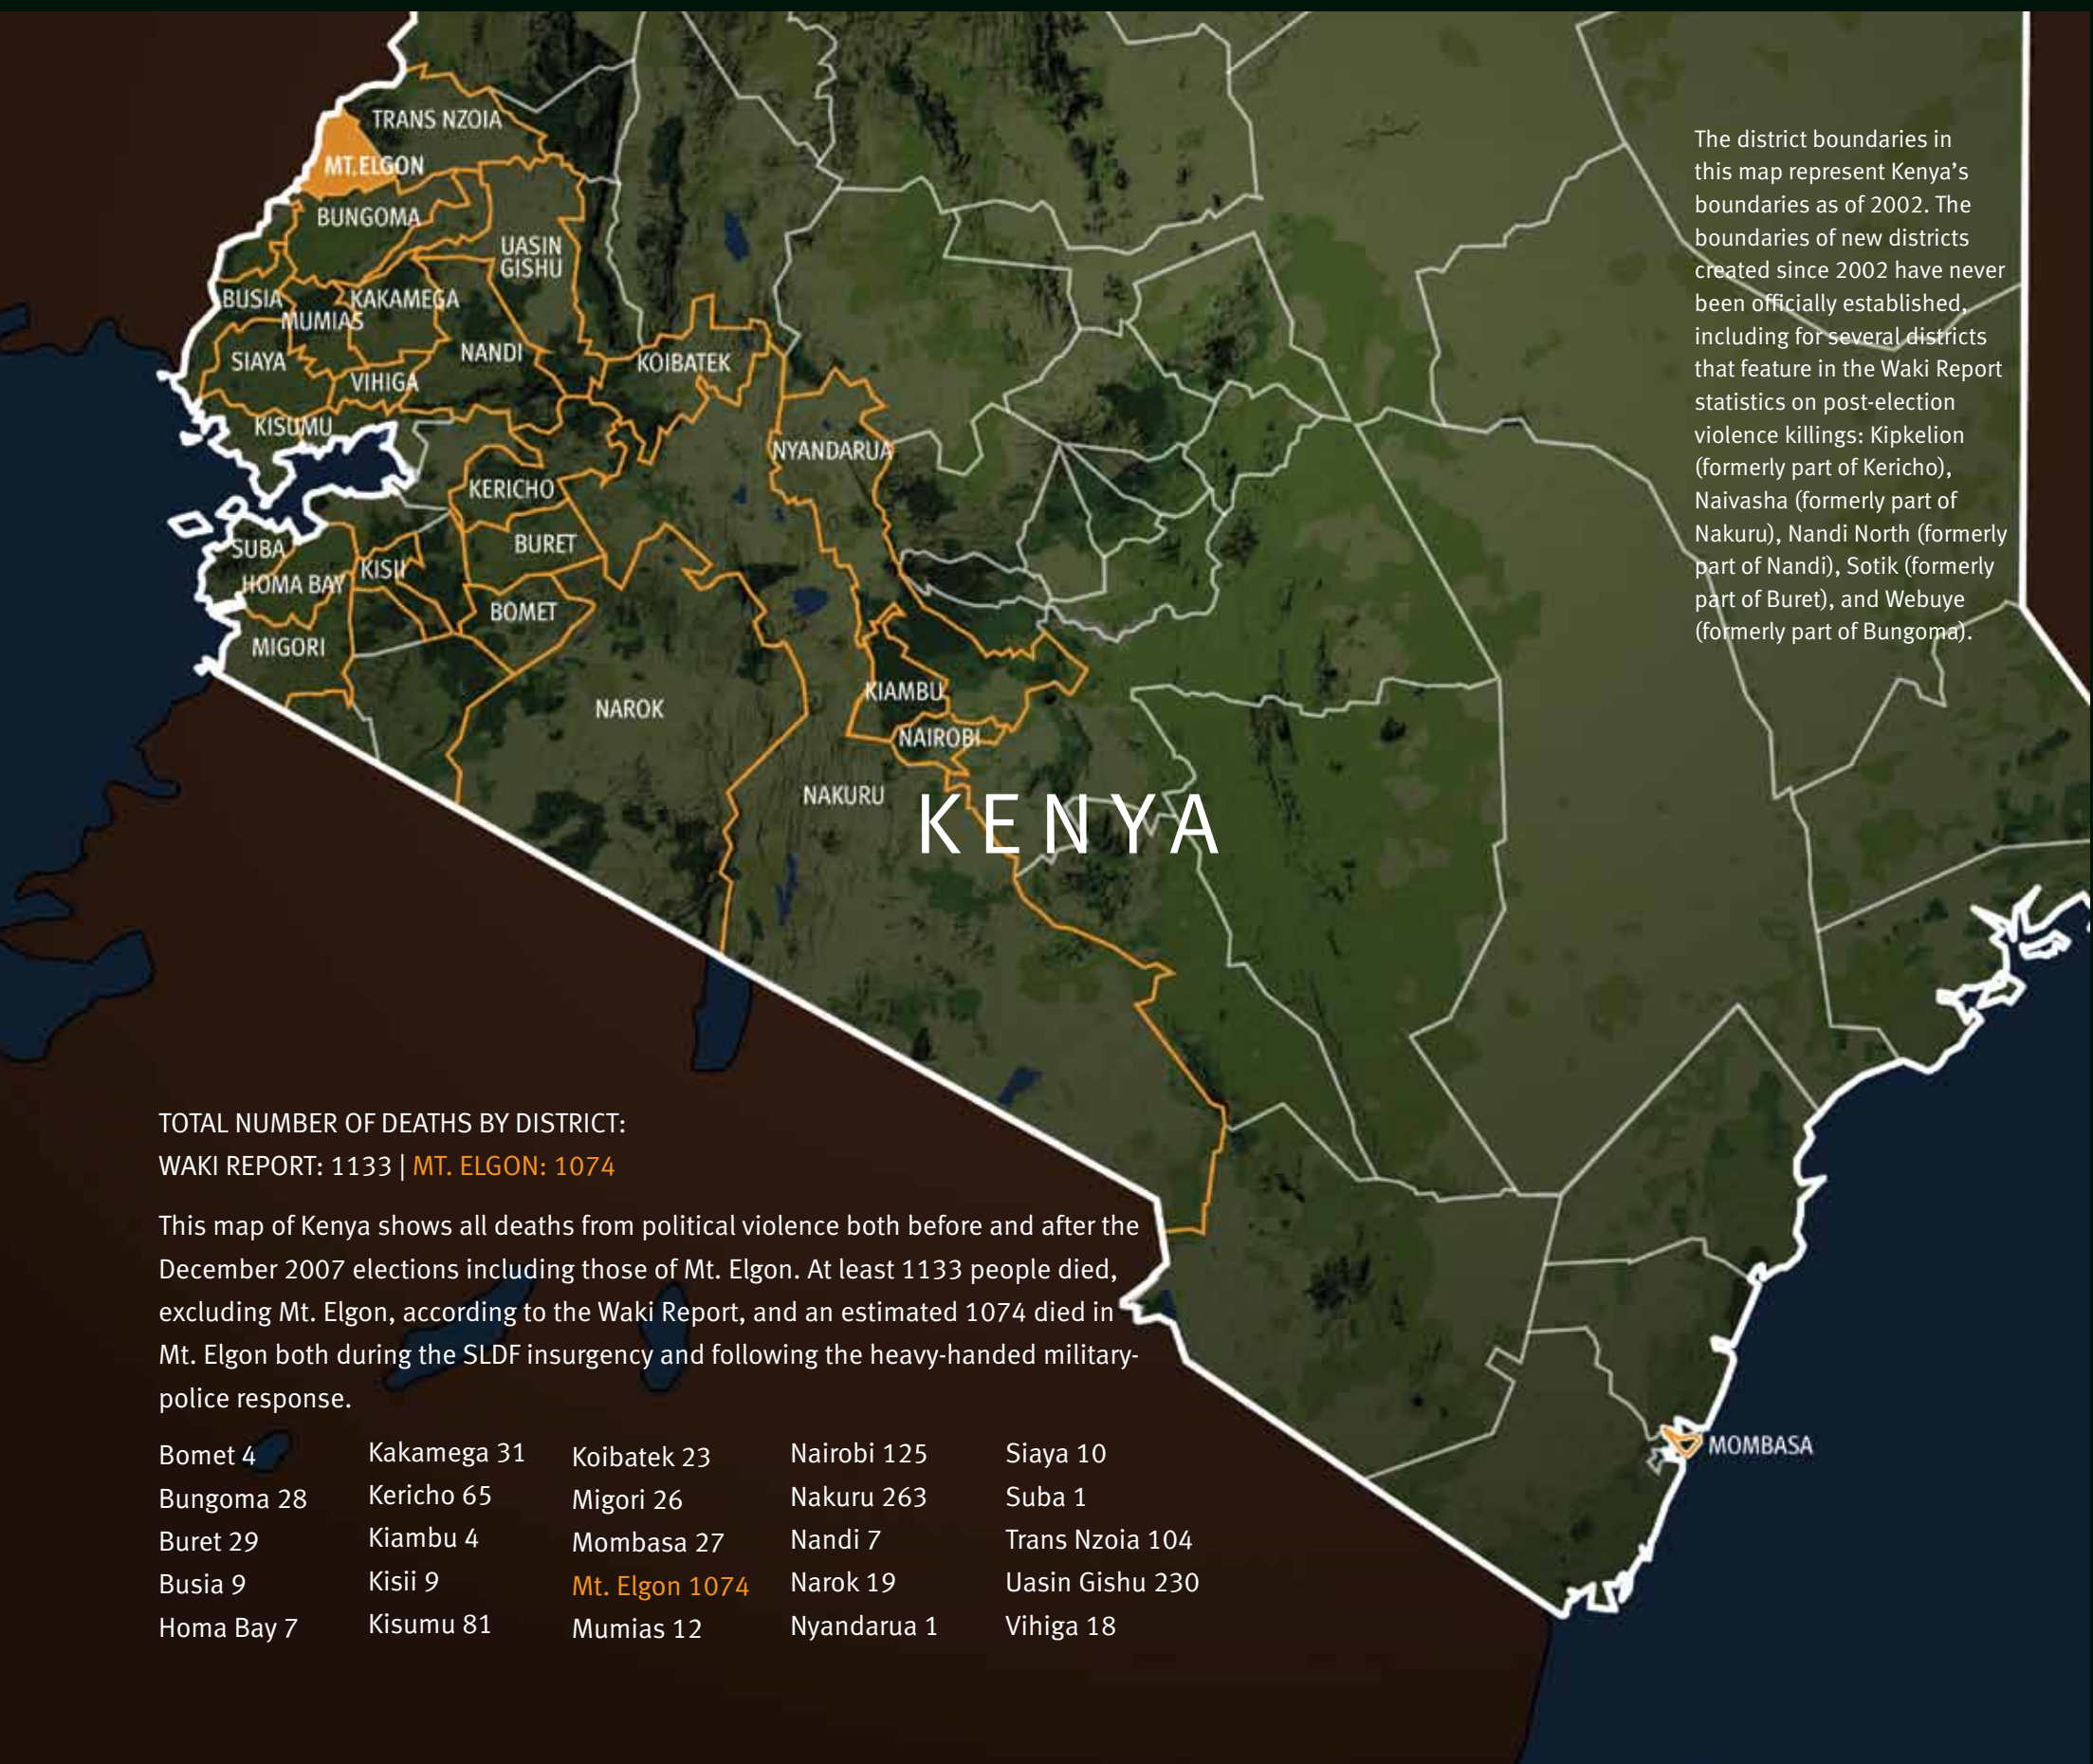 TRANS NZOIA
MT.ELGON
BUNGOMA
UASIN
GISHU
BUSIA
KAKAMEGA
MUMIAS
SIAYA
NANDI
KOIBATEK
VIHIGA
KISUMU
NYANDARUA
KERICHO
BURET
SUBA
KISII
HOMA BAY
BOMET
MIGORI
KIAMBU
NAROK
NAIROBI
NAKURU
KENYA
MOMBASA
The district boundaries in
this map represent Kenya’s
boundaries as of 2002. The
boundaries of new districts
created since 2002 have never
been officially established,
including for several districts
that feature in the Waki Report
statistics on post-election
violence killings: Kipkelion
(formerly part of Kericho),
Naivasha (formerly part of
Nakuru), Nandi North (formerly
part of Nandi), Sotik (formerly
part of Buret), and Webuye
(formerly part of Bungoma).
TOTAL NUMBER OF DEATHS BY DISTRICT:
WAKI REPORT: 1133 | MT. ELGON: 1074
This map of Kenya shows all deaths from political violence both before and after the
December 2007 elections including those of Mt. Elgon. At least 1133 people died,
excluding Mt. Elgon, according to the Waki Report, and an estimated 1074 died in
Mt. Elgon both during the SLDF insurgency and following the heavy-handed military-
police response.
Bomet 4
Bungoma 28
Buret 29
Busia 9
Homa Bay 7
Kakamega 31
Kericho 65
Kiambu 4
Kisii 9
Kisumu 81
Koibatek 23
Migori 26
Mombasa 27
Mt. Elgon 1074
Mumias 12
Nairobi 125
Nakuru 263
Nandi 7
Narok 19
Nyandarua 1
Siaya 10
Suba 1
Trans Nzoia 104
Uasin Gishu 230
Vihiga 18